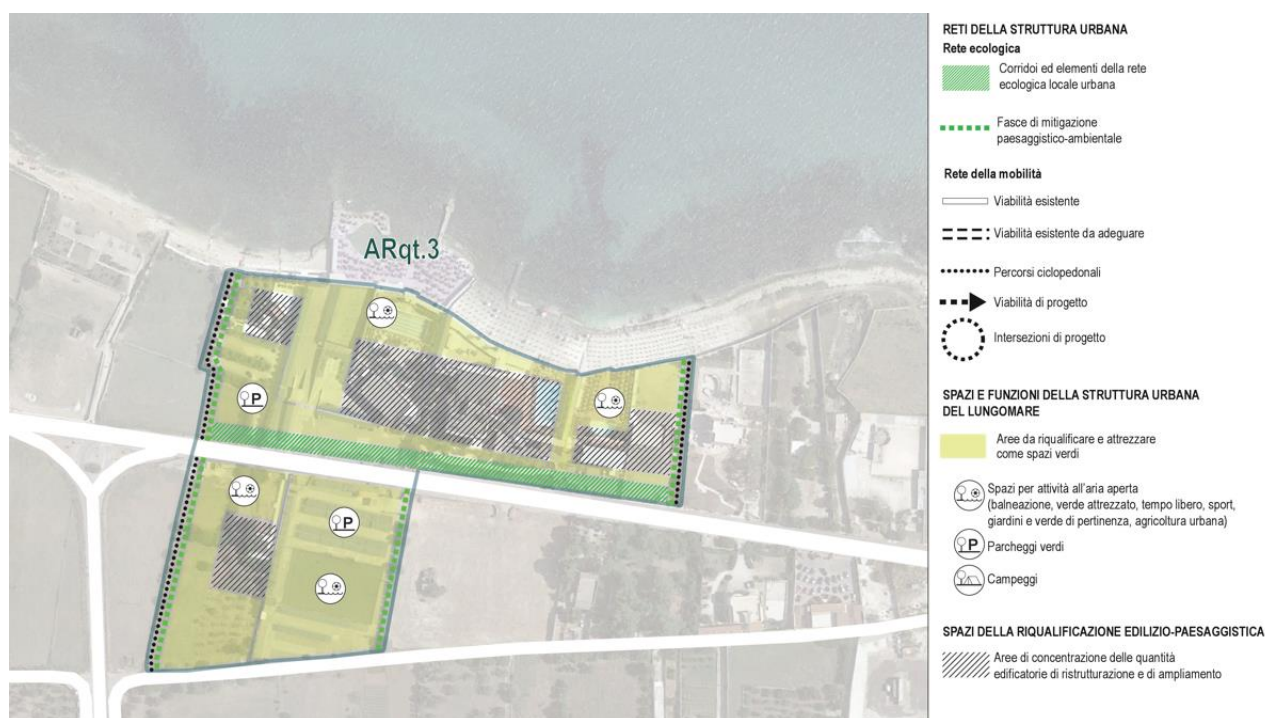 ARqt.3
P
P
RETI DELLA STRUTTURA URBANA
Rete ecologica
Corridoi ed elementi della rete
ecologica locale urbana
Fasce di mitigazione
paesaggistico-ambientale
Rete della mobilità
Viabilità esistente
Viabilità esistente da adeguare
Percorsi ciclopedonali
Viabilità di progetto
Intersezioni di progetto
SPAZI E FUNZIONI DELLA STRUTTURA URBANA
DEL LUNGOMARE
Aree da riqualificare e attrezzare
come spazi verdi
Spazi per attività all'aria aperta
(balneazione, verde attrezzato, tempo libero, sport,
giardini e verde di pertinenza, agricoltura urbana)
P Parcheggi verdi
Campeggi
SPAZI DELLA RIQUALIFICAZIONE EDILIZIO-PAESAGGISTICA
Aree di concentrazione delle quantità
edificatorie di ristrutturazione e di ampliamento